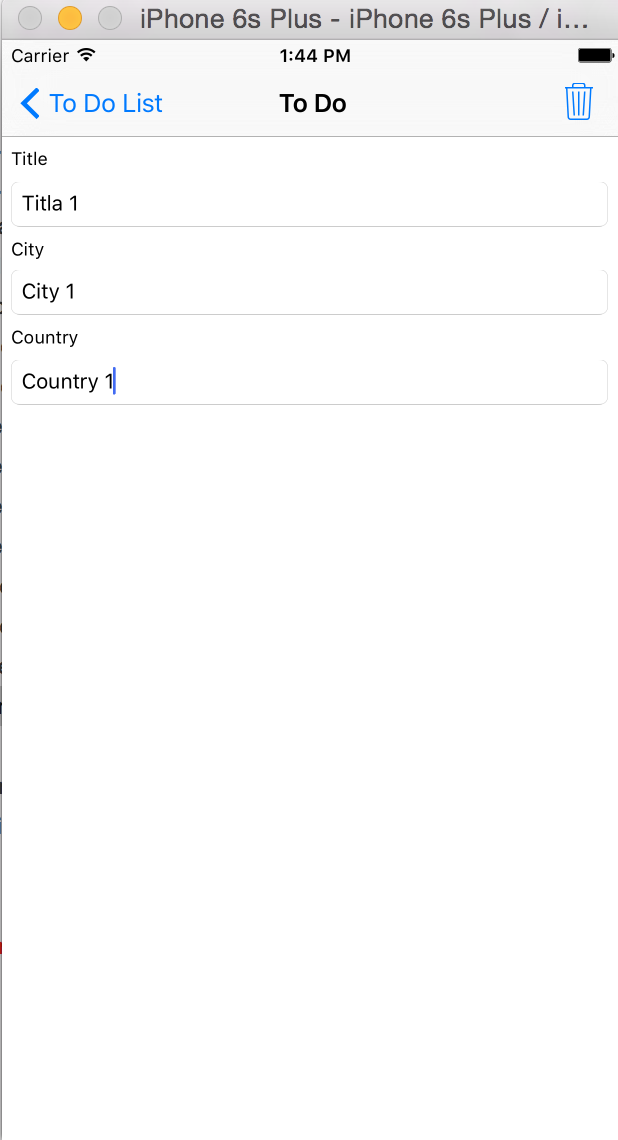 iPhone 6s Plus - iPhone 6s Plus / i...
Carrier 1:44 PM
To Do List To Do
Title
Titla 1
City
City 1
Country
Country 1